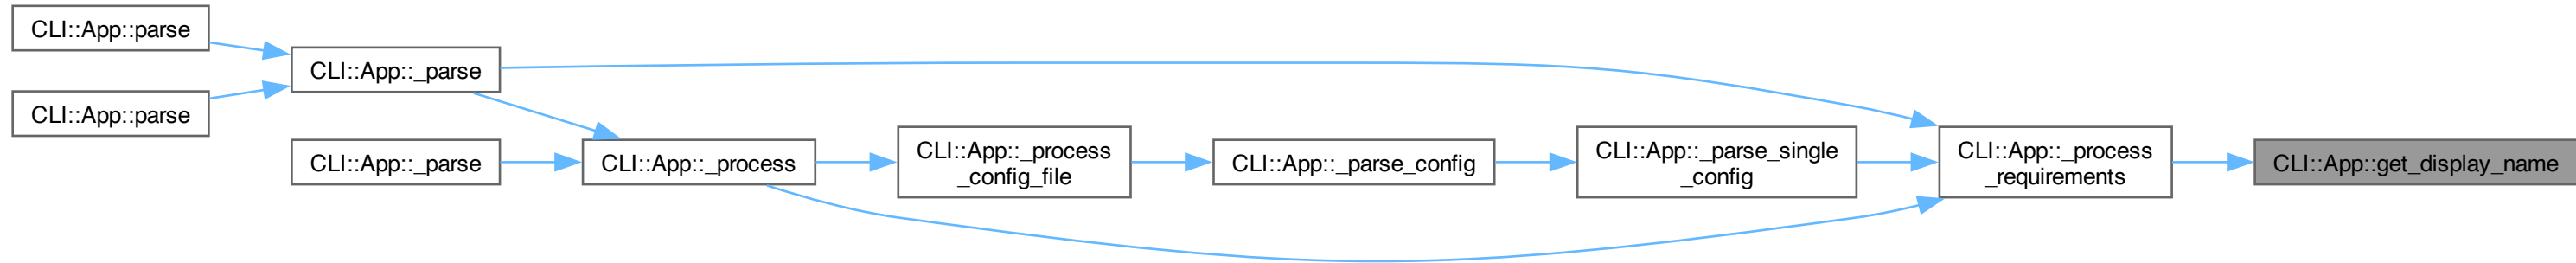 CLI::App::parse
CLI::App::parse
CLI::App::_parse
CLI::App::_parse
CLI::App::_process
CLI::App::_process
_config_file
CLI::App::_parse_config
CLI::App::_parse_single
_config
CLI::App::_process
_requirements
CLI::App::get_display_name